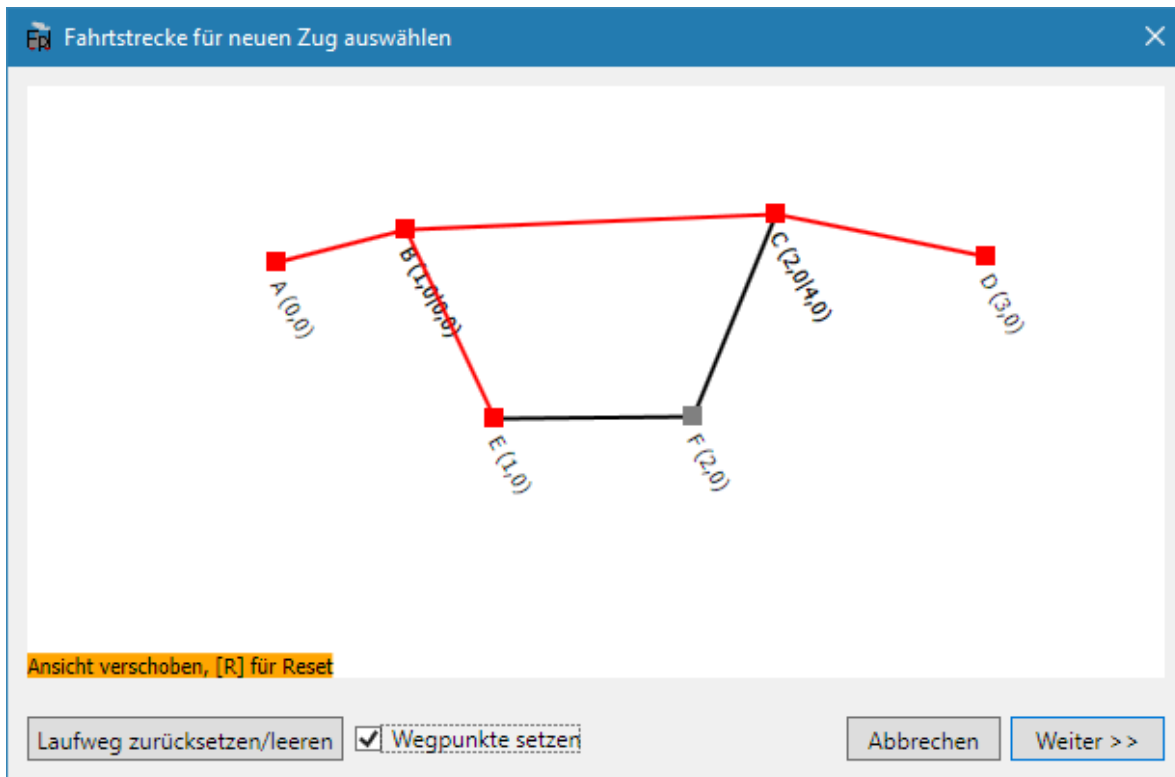 Fpl Fahrtstrecke für neuen Zug auswählen
A (0,0)
B (1,0|0,0)
C (2,0|4,0)
D (3,0)
E (1,0)
F (2,0)
Ansicht verschoben, [R] für Reset
Laufweg zurücksetzen/leeren Wegpunkte setzen Abbrechen Weiter >>